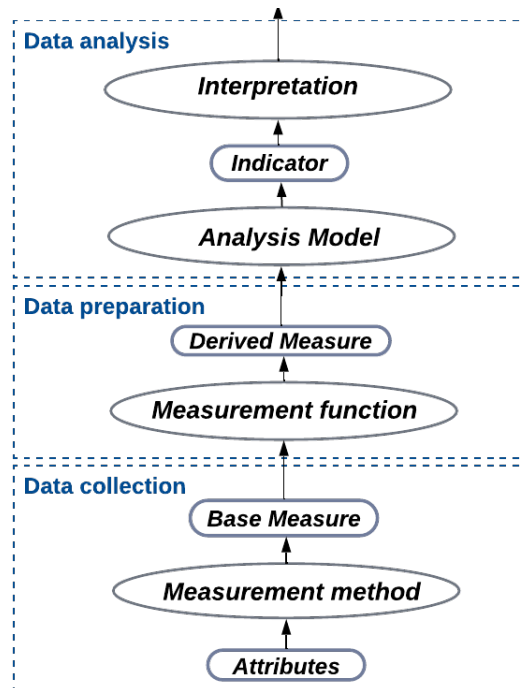 Data analysis
Interpretation
Indicator
Analysis Model
Data preparation
Derived Measure
Measurement function
Data collection
Base Measure
Measurement method
Attributes